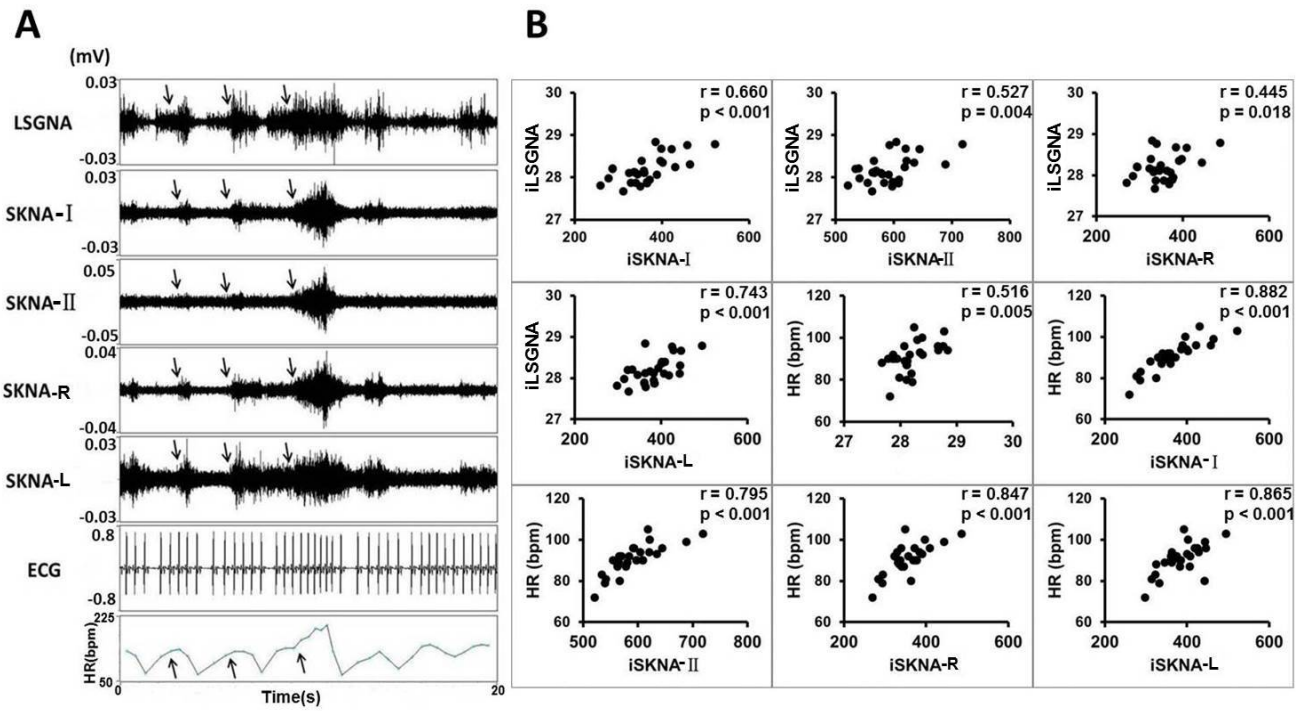 A
(mV)
0.03
LSGNA
-0.03
0.03
SKNA-Ⅰ
-0.03
0.05
SKNA-Ⅱ
-0.05
0.04
SKNA-R
-0.04
0.03
SKNA-L
-0.03
0.8
ECG
-0.8
225
HR(bpm)
50
0
Time(s)
20
B
r = 0.660
p < 0.001
30
29
28
27
iLSGNA
200
400
600
iSKNA-Ⅰ
r = 0.527
p = 0.004
30
29
28
27
iLSGNA
500
600
700
800
iSKNA-Ⅱ
r = 0.445
p = 0.018
30
29
28
27
iLSGNA
200
400
600
iSKNA-R
r = 0.743
p < 0.001
30
29
28
27
iLSGNA
200
400
600
iSKNA-L
r = 0.516
p = 0.005
120
100
80
60
HR (bpm)
27
28
29
30
r = 0.882
p < 0.001
120
100
80
60
HR (bpm)
200
400
600
iSKNA-Ⅰ
r = 0.795
p < 0.001
120
100
80
60
HR (bpm)
500
600
700
800
iSKNA-Ⅱ
r = 0.847
p < 0.001
120
100
80
60
HR (bpm)
200
400
600
iSKNA-R
r = 0.865
p < 0.001
120
100
80
60
HR (bpm)
200
400
600
iSKNA-L